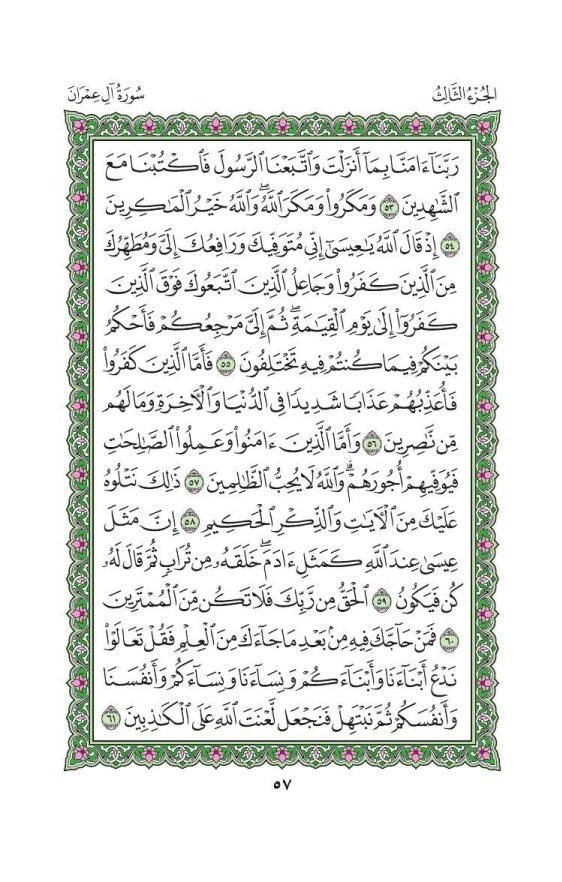 الجُزْءُ الثَّالِثُ
سُورَةُ آلِ عِمْرَانَ
رَبَّنَآ ءَامَنَّا بِمَآ أَنزَلْتَ وَٱتَّبَعْنَا ٱلرَّسُولَ فَٱكْتُبْنَا مَعَ
ٱلشَّٰهِدِينَ ٥٣ وَمَكَرُواْ وَمَكَرَ ٱللَّهُۖ وَٱللَّهُ خَيْرُ ٱلْمَٰكِرِينَ
٥٤ إِذْ قَالَ ٱللَّهُ يَٰعِيسَىٰٓ إِنِّي مُتَوَفِّيكَ وَرَافِعُكَ إِلَيَّ وَمُطَهِّرُكَ
مِنَ ٱلَّذِينَ كَفَرُواْ وَجَاعِلُ ٱلَّذِينَ ٱتَّبَعُوكَ فَوْقَ ٱلَّذِينَ
كَفَرُوٓاْ إِلَىٰ يَوْمِ ٱلْقِيَٰمَةِۖ ثُمَّ إِلَيَّ مَرْجِعُكُمْ فَأَحْكُمُ
بَيْنَكُمْ فِيمَا كُنتُمْ فِيهِ تَخْتَلِفُونَ ٥٥ فَأَمَّا ٱلَّذِينَ كَفَرُواْ
فَأُعَذِّبُهُمْ عَذَابًا شَدِيدًا فِي ٱلدُّنْيَا وَٱلْأٓخِرَةِ وَمَا لَهُم
مِّن نَّٰصِرِينَ ٥٦ وَأَمَّا ٱلَّذِينَ ءَامَنُواْ وَعَمِلُواْ ٱلصَّٰلِحَٰتِ
فَيُوَفِّيهِمْ أُجُورَهُمْۗ وَٱللَّهُ لَا يُحِبُّ ٱلظَّٰلِمِينَ ٥٧ ذَٰلِكَ نَتْلُوهُ
عَلَيْكَ مِنَ ٱلْأٓيَٰتِ وَٱلذِّكْرِ ٱلْحَكِيمِ ٥٨ إِنَّ مَثَلَ
عِيسَىٰ عِندَ ٱللَّهِ كَمَثَلِ ءَادَمَۖ خَلَقَهُۥ مِن تُرَابٍ ثُمَّ قَالَ لَهُۥ
كُن فَيَكُونُ ٥٩ ٱلْحَقُّ مِن رَّبِّكَ فَلَا تَكُن مِّنَ ٱلْمُمْتَرِينَ
٦٠ فَمَنْ حَآجَّكَ فِيهِ مِنۢ بَعْدِ مَا جَآءَكَ مِنَ ٱلْعِلْمِ فَقُلْ تَعَالَوْاْ
نَدْعُ أَبْنَآءَنَا وَأَبْنَآءَكُمْ وَنِسَآءَنَا وَنِسَآءَكُمْ وَأَنفُسَنَا
وَأَنفُسَكُمْ ثُمَّ نَبْتَهِلْ فَنَجْعَل لَّعْنَتَ ٱللَّهِ عَلَى ٱلْكَٰذِبِينَ ٦١
٥٧